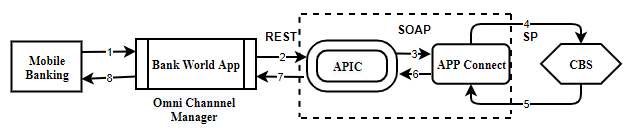 REST
SOAP
SP
Mobile
Banking
1
8
Bank World App
Omni Channnel
Manager
2
7
APIC
3
6
APP Connect
4
5
CBS